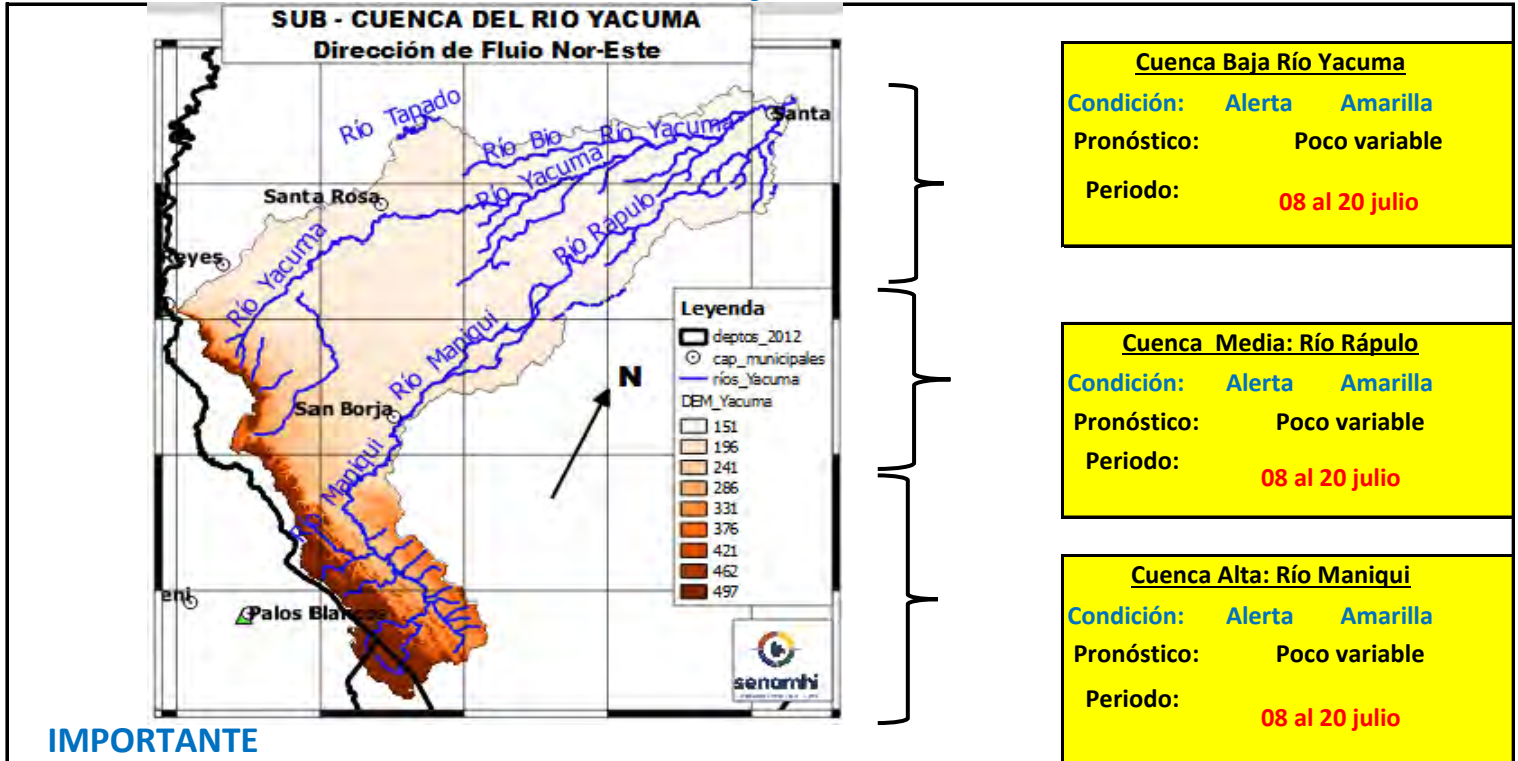 SUB - CUENCA DEL RIO YACUMA
Dirección de Fluio Nor-Este
Río Tapado
Río Bio
Río Yacuma
Santa
Río Yacuma
Santa Rosa
Río Rápulo
Reyes
Río Yacuma
Río Maniqui
San Borja
Río Maniqui
eni
Palos Blancos
N
Leyenda
deptos_2012
cap_municipales
ríos_Yacuma
DEM_Yacuma
151
196
241
286
331
376
421
462
497
senamhi
IMPORTANTE
Cuenca Baja Río Yacuma
Condición: Alerta Amarilla
Pronóstico: Poco variable
Periodo: 08 al 20 julio
Cuenca Media: Río Rápulo
Condición: Alerta Amarilla
Pronóstico: Poco variable
Periodo: 08 al 20 julio
Cuenca Alta: Río Maniqui
Condición: Alerta Amarilla
Pronóstico: Poco variable
Periodo: 08 al 20 julio